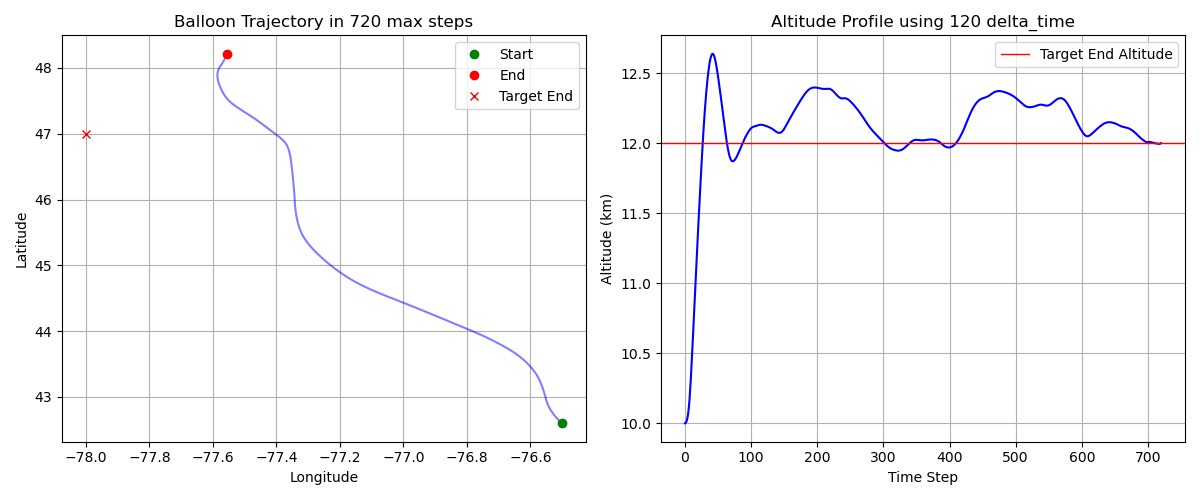 Balloon Trajectory in 720 max steps
Start
End
Target End
48
47
46
45
44
43
Latitude
−78.0
−77.8
−77.6
−77.4
−77.2
−77.0
−76.8
−76.6
Longitude
Altitude Profile using 120 delta_time
Target End Altitude
12.5
12.0
11.5
11.0
10.5
10.0
Altitude (km)
0
100
200
300
400
500
600
700
Time Step